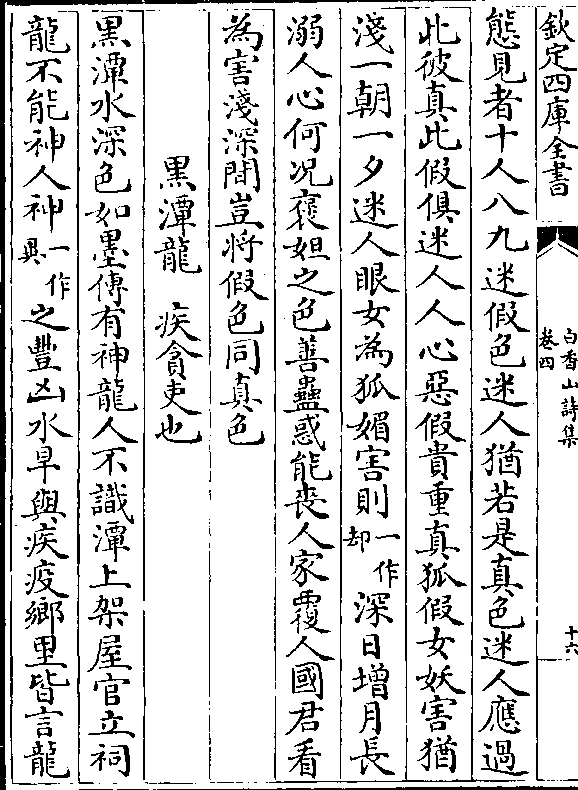 欽定四庫全書
白香山詩集
卷四
十六
態見者十人八九迷假色迷人猶若是真色迷人應過
此彼真此假俱迷人人心惡假貴重真狐假女妖害猶
淺一朝一夕迷人眼女為狐媚害則一作却深日增月長
溺人心何况襃妲之色善蠱惑能喪人家覆人國君看
為害淺深間豈將假色同真色
黒潭龍 疾貪吏也
黒潭水深色如墨傳有神龍人不識潭上架屋官立祠
龍不能神人神一作與之豐凶水旱與疾疫鄉里皆言龍